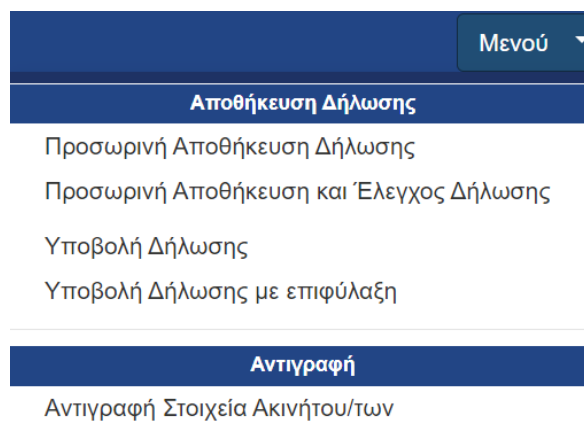 Μενού
Αποθήκευση Δήλωσης
Προσωρινή Αποθήκευση Δήλωσης
Προσωρινή Αποθήκευση και Έλεγχος Δήλωσης
Υποβολή Δήλωσης
Υποβολή Δήλωσης με επιφύλαξη
Αντιγραφή
Αντιγραφή Στοιχεία Ακινήτου/των